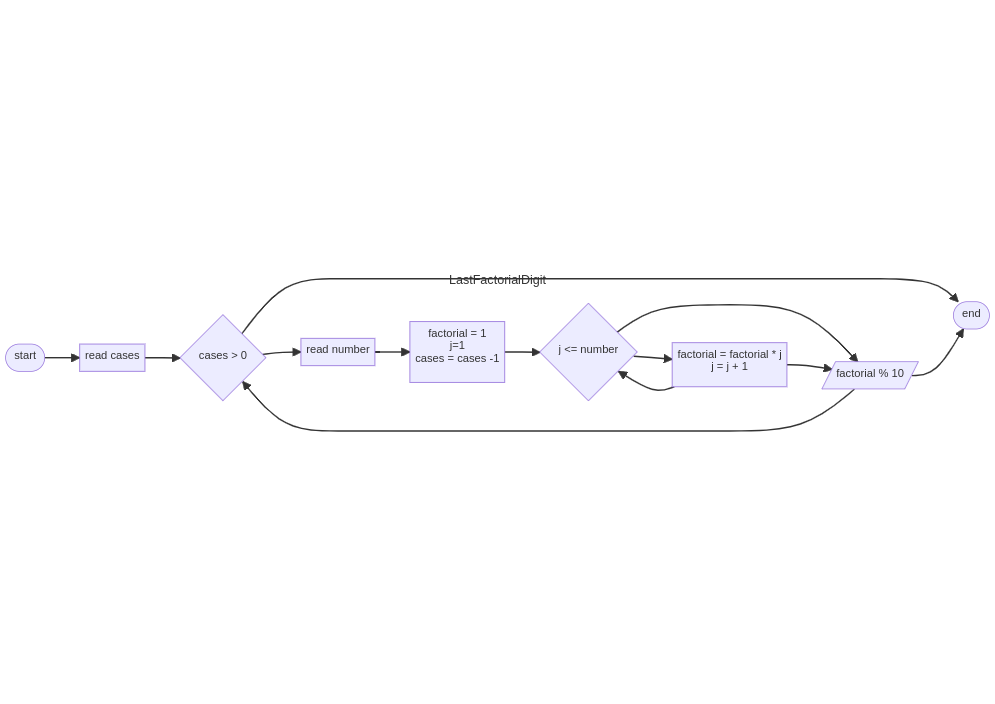 LastFactorialDigit
start
read cases
cases > 0
read number
factorial = 1
j=1
cases = cases -1
j <= number
factorial = factorial * j
j = j + 1
factorial % 10
end